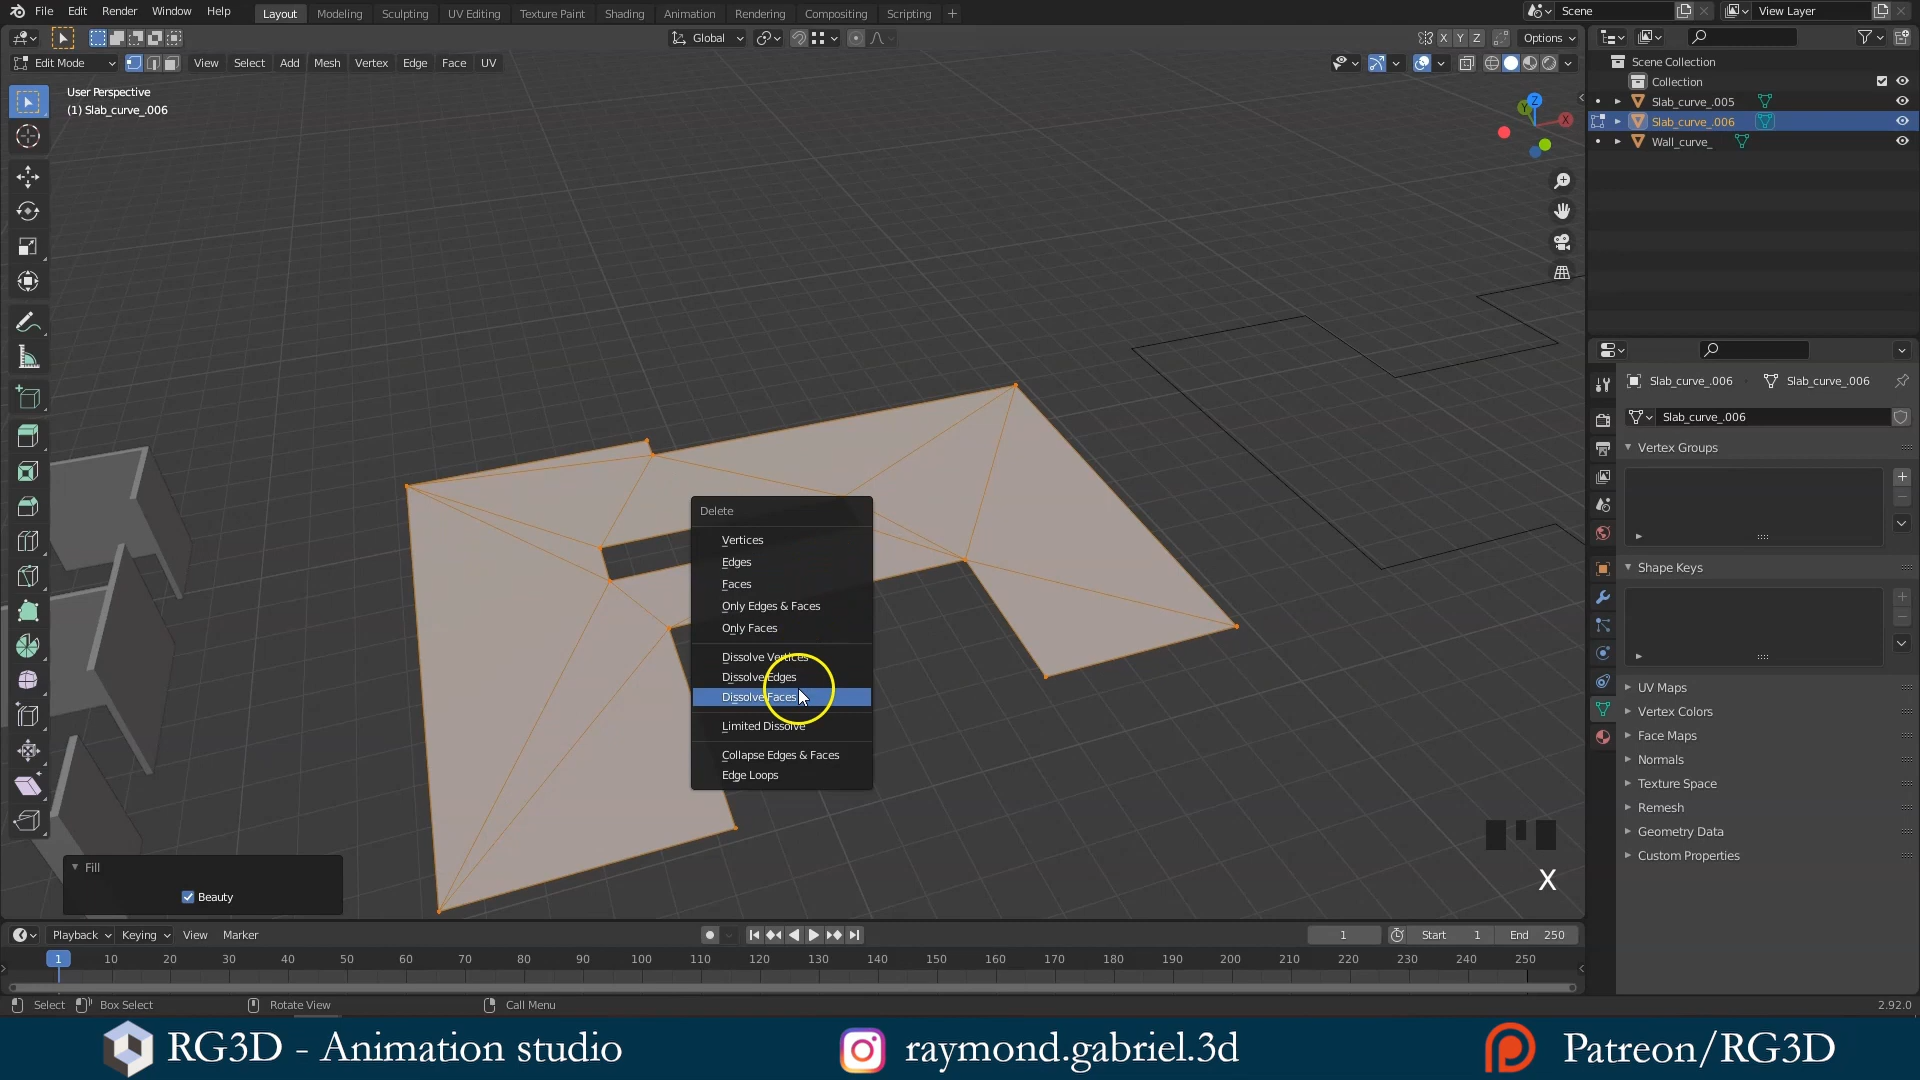 File Edit Render Window Help Layout Modeling Sculpting UV Editing Texture Paint Shading Animation Rendering Compositing Scripting + Scene View Layer
Global X Y Z Options
Edit Mode View Select Add Mesh Vertex Edge Face UV
User Perspective
(1) Slab_curve_.006
Scene Collection
Collection
Slab_curve_.005
Slab_curve_.006
Wall_curve_
Z
Y
X
Slab_curve_.006 Slab_curve_.006
Slab_curve_.006
Vertex Groups
Shape Keys
UV Maps
Vertex Colors
Face Maps
Normals
Texture Space
Remesh
Geometry Data
Custom Properties
Delete
Vertices
Edges
Faces
Only Edges & Faces
Only Faces
Dissolve Vertices
Dissolve Edges
Dissolve Faces
Limited Dissolve
Collapse Edges & Faces
Edge Loops
Fill
Beauty
X
Playback Keying View Marker 1 Start 1 End 250
1 10 20 30 40 50 60 70 80 90 100 110 120 130 140 150 160 170 180 190 200 210 220 230 240 250
Select Box Select Rotate View Call Menu 2.92.0
RG3D - Animation studio raymond.gabriel.3d Patreon/RG3D